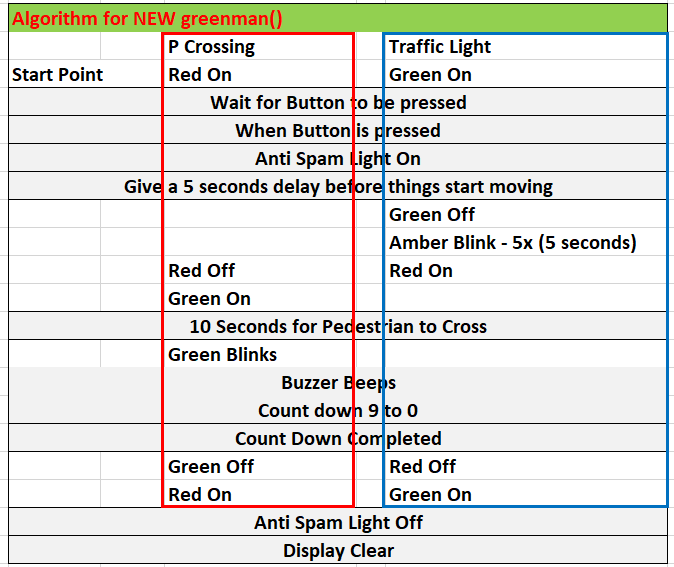 Algorithm for NEW greenman()
P Crossing Traffic Light
Start Point Red On Green On
Wait for Button to be pressed
When Button is pressed
Anti Spam Light On
Give a 5 seconds delay before things start moving
Green Off
Amber Blink - 5x (5 seconds)
Red Off Red On
Green On
10 Seconds for Pedestrian to Cross
Green Blinks
Buzzer Beeps
Count down 9 to 0
Count Down Completed
Green Off Red Off
Red On Green On
Anti Spam Light Off
Display Clear